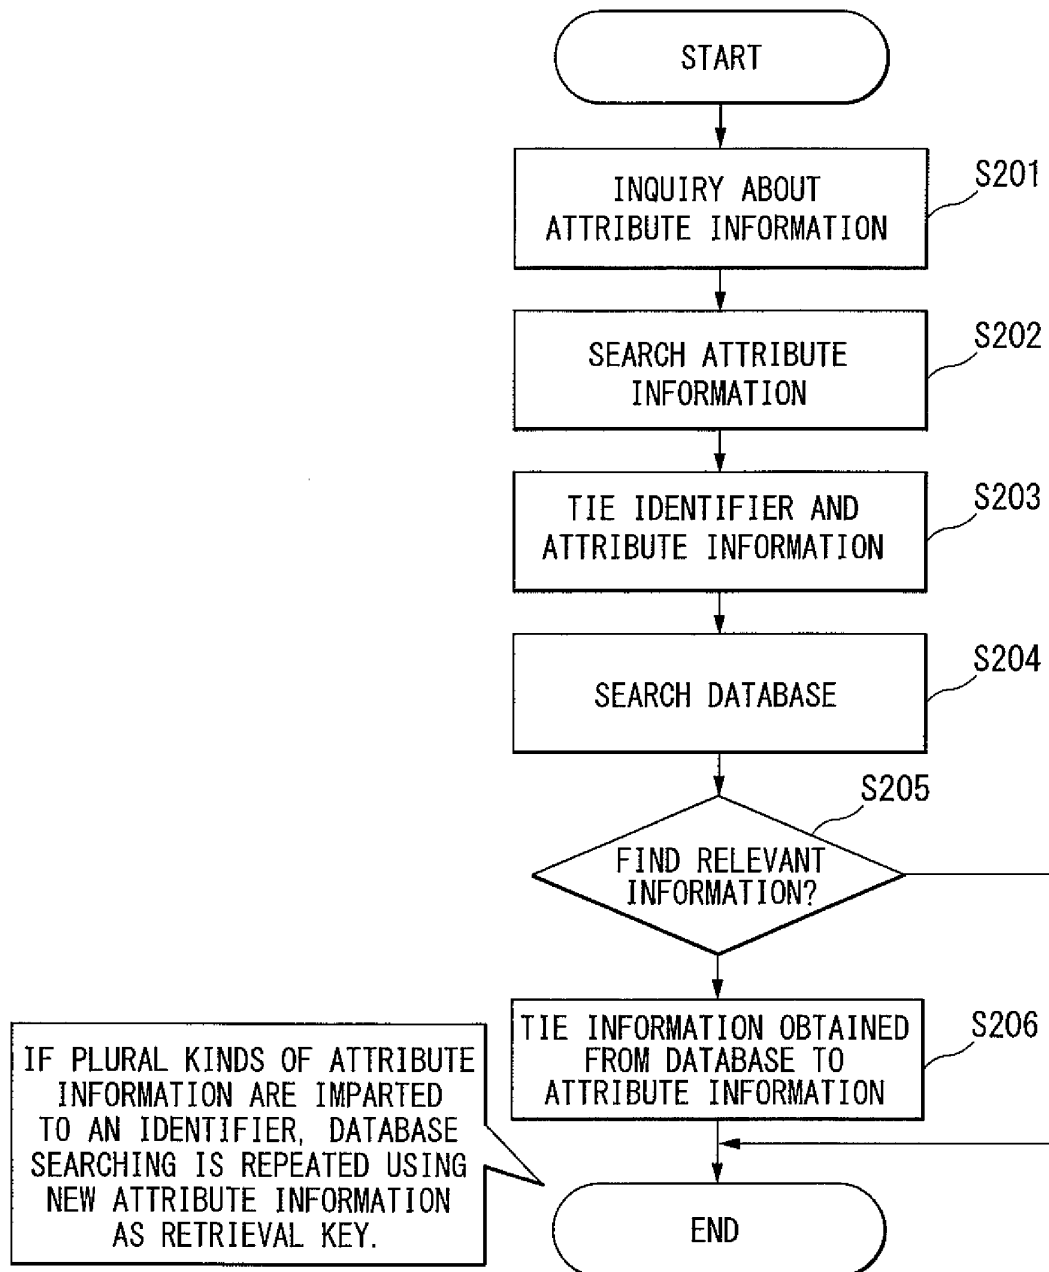 START
INQUIRY ABOUT
ATTRIBUTE INFORMATION
S201
SEARCH ATTRIBUTE
INFORMATION
S202
TIE IDENTIFIER AND
ATTRIBUTE INFORMATION
S203
SEARCH DATABASE
S204
FIND RELEVANT
INFORMATION?
S205
TIE INFORMATION OBTAINED
FROM DATABASE TO
ATTRIBUTE INFORMATION
S206
IF PLURAL KINDS OF ATTRIBUTE
INFORMATION ARE IMPARTED
TO AN IDENTIFIER, DATABASE
SEARCHING IS REPEATED USING
NEW ATTRIBUTE INFORMATION
AS RETRIEVAL KEY.
END